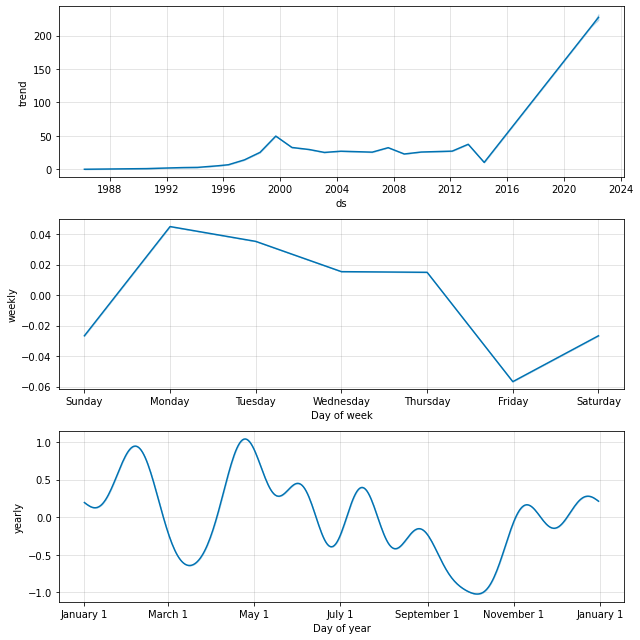 200
150
100
50
0
trend
1988 1992 1996 2000 2004 2008 2012 2016 2020 2024
ds
0.04
0.02
0.00
−0.02
−0.04
−0.06
weekly
Sunday Monday Tuesday Wednesday Thursday Friday Saturday
Day of week
1.0
0.5
0.0
−0.5
−1.0
yearly
January 1 March 1 May 1 July 1 September 1 November 1 January 1
Day of year